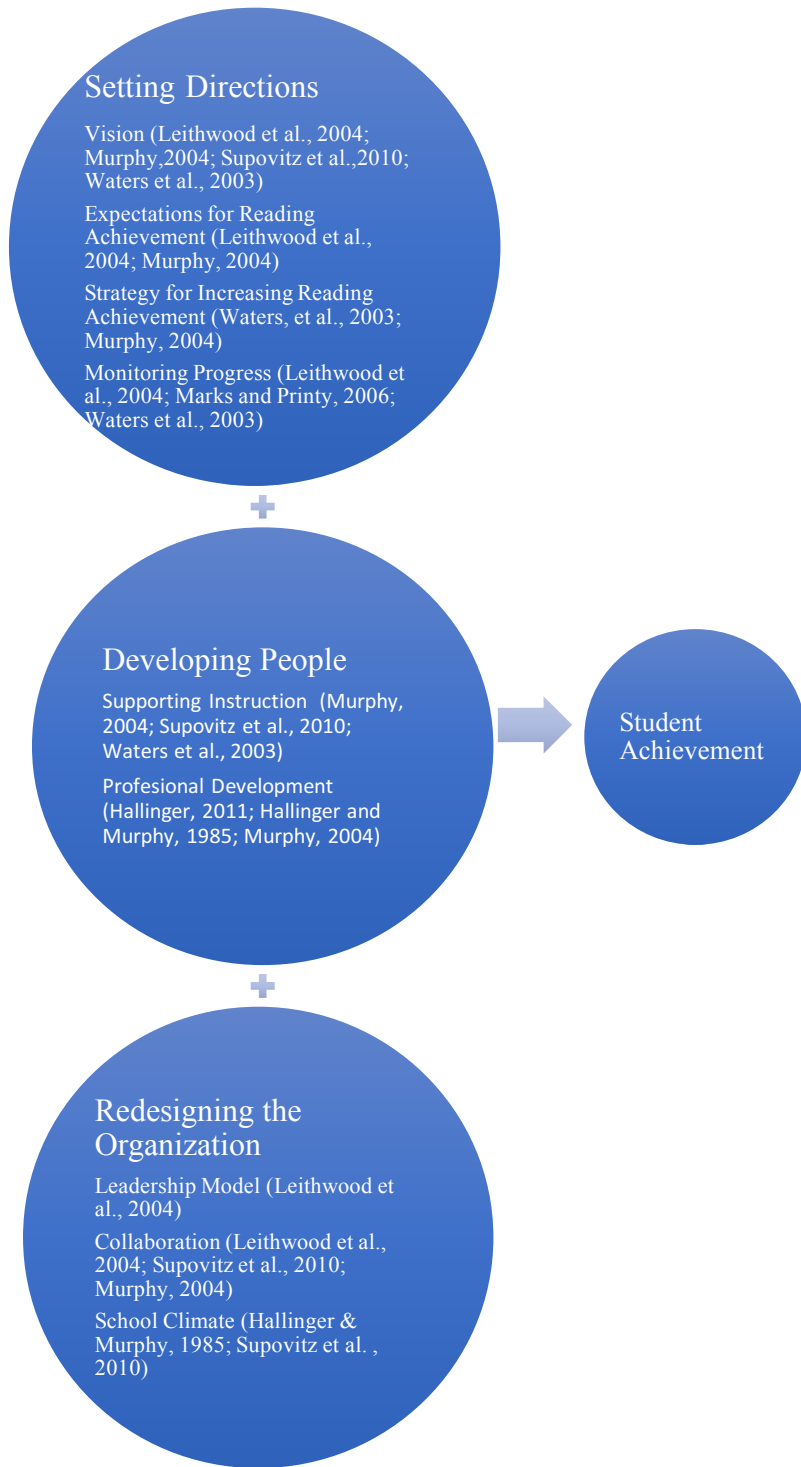 Setting Directions
Vision (Leithwood et al., 2004;
Murphy,2004; Supovitz et al.,2010;
Waters et al., 2003)
Expectations for Reading
Achievement (Leithwood et al.,
2004; Murphy, 2004)
Strategy for Increasing Reading
Achievement (Waters, et al., 2003;
Murphy, 2004)
Monitoring Progress (Leithwood et
al., 2004; Marks and Printy, 2006;
Waters et al., 2003)
Developing People
Supporting Instruction (Murphy,
2004; Supovitz et al., 2010;
Waters et al., 2003)
Profesional Development
(Hallinger, 2011; Hallinger and
Murphy, 1985; Murphy, 2004)
Student
Achievement
Redesigning the
Organization
Leadership Model (Leithwood et
al., 2004)
Collaboration (Leithwood et al.,
2004; Supovitz et al., 2010;
Murphy, 2004)
School Climate (Hallinger &
Murphy, 1985; Supovitz et al. ,
2010)